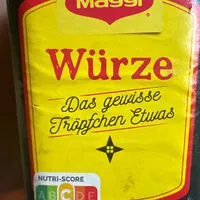 Maggi
Würze
Das gewisse
Tröpfchen Etwas
NUTRI-SCORE
A B C D E